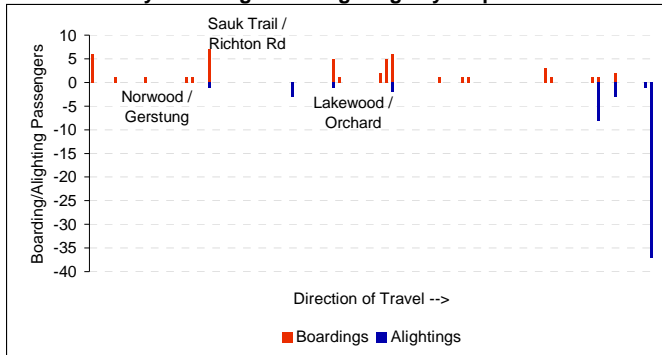 Sauk Trail /
Richton Rd
Boarding/Alighting Passengers
10
5
0
-5
-10
-15
-20
-25
-30
-35
-40
Norwood /
Gerstung
Lakewood /
Orchard
Direction of Travel -->
Boardings
Alightings